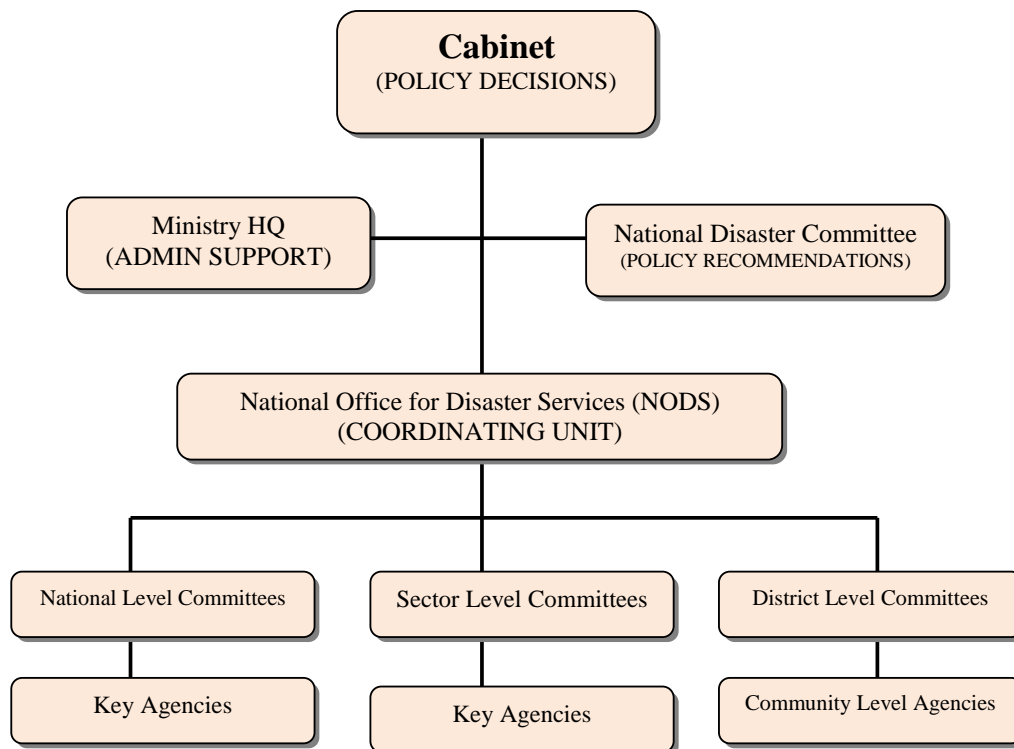 Cabinet
(POLICY DECISIONS)
Ministry HQ
(ADMIN SUPPORT)
National Disaster Committee
(POLICY RECOMMENDATIONS)
National Office for Disaster Services (NODS)
(COORDINATING UNIT)
National Level Committees
Sector Level Committees
District Level Committees
Key Agencies
Key Agencies
Community Level Agencies